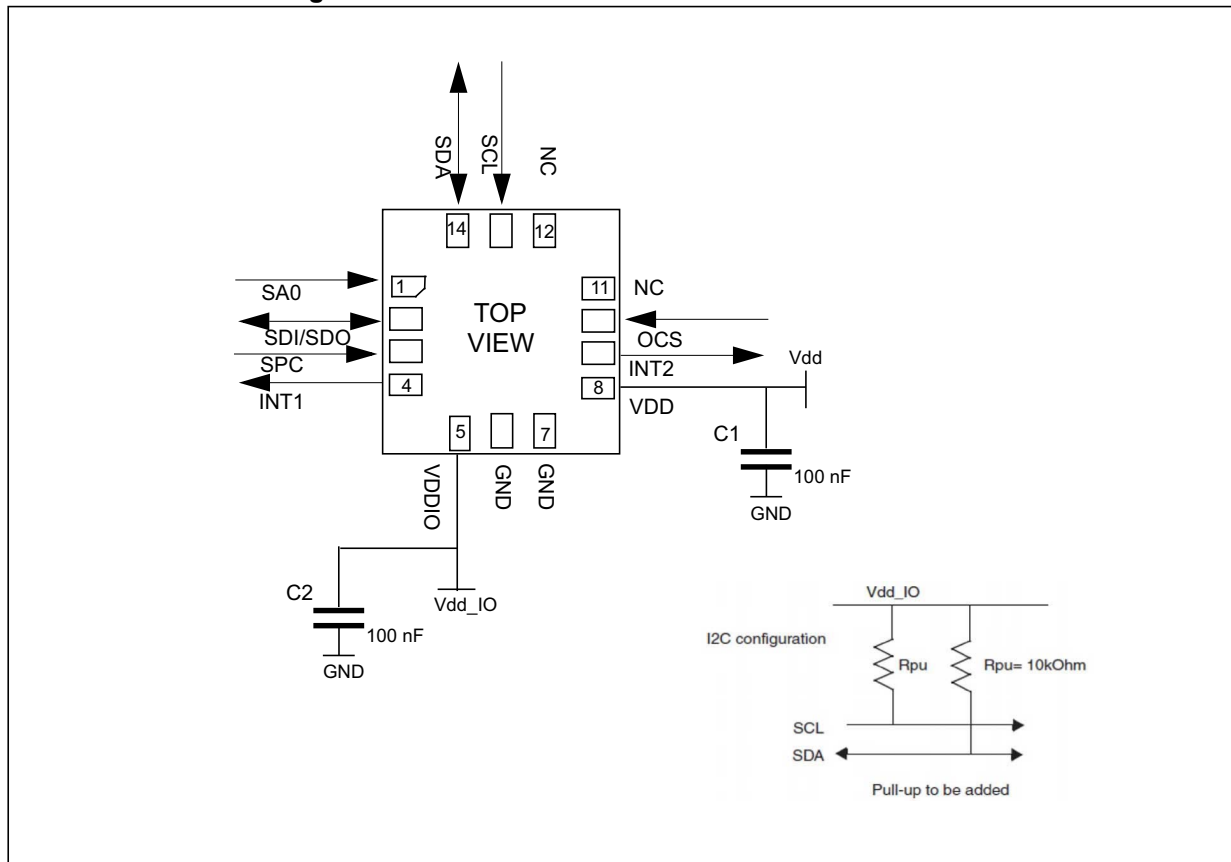 SDA
SCL
NC
14
12
SA0
1
SDI/SDO
SPC
4
INT1
TOP
VIEW
11
NC
OCS
INT2
8
VDD
Vdd
5
7
VDDIO
GND
GND
C1
100 nF
GND
C2
100 nF
GND
Vdd_IO
Vdd_IO
I2C configuration
Rpu
Rpu= 10kOhm
SCL
SDA
Pull-up to be added